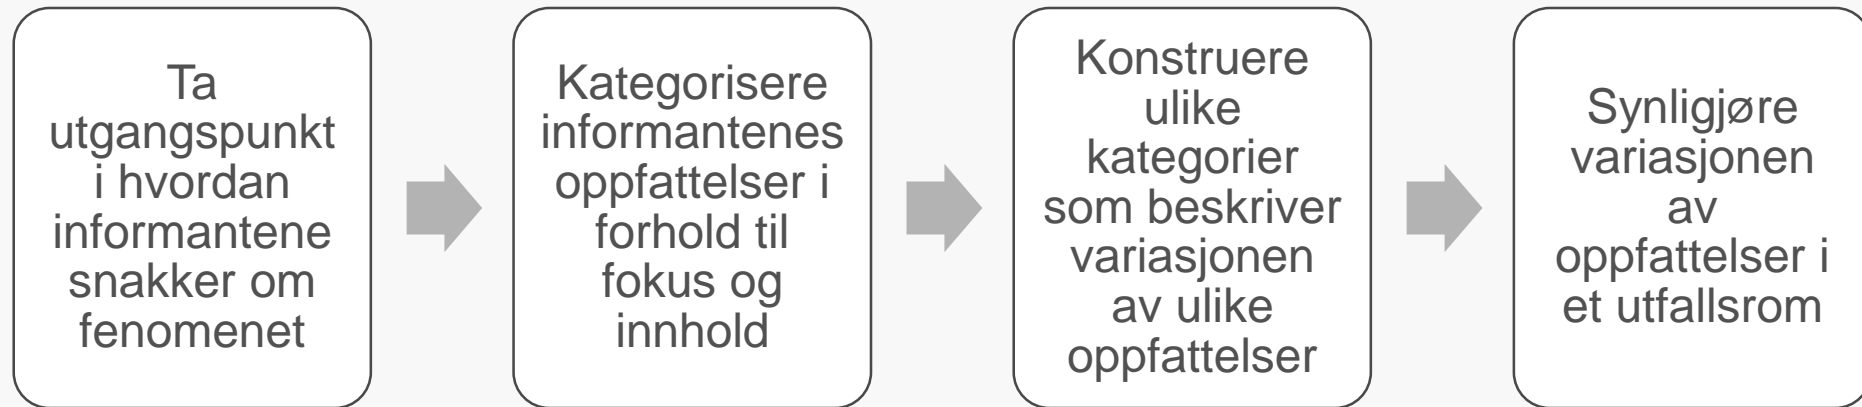 Ta
utgangspunkt
i hvordan
informantene
snakker om
fenomenet
Kategorisere
informantenes
oppfattelser i
forhold til
fokus og
innhold
Konstruere
ulike
kategorier
som beskriver
variasjonen
av ulike
oppfattelser
Synligjøre
variasjonen
av
oppfattelser i
et utfallsrom